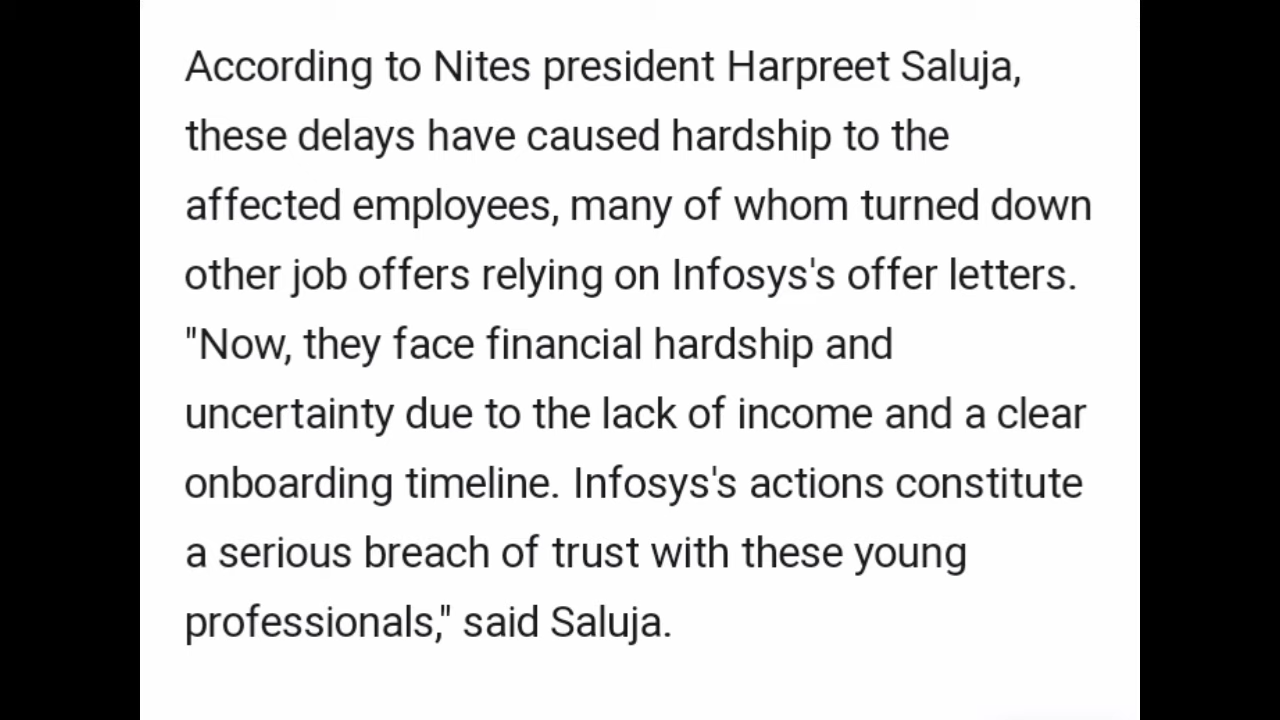 According to Nites president Harpreet Saluja,
these delays have caused hardship to the
affected employees, many of whom turned down
other job offers relying on Infosys's offer letters.
"Now, they face financial hardship and
uncertainty due to the lack of income and a clear
onboarding timeline. Infosys's actions constitute
a serious breach of trust with these young
professionals," said Saluja.